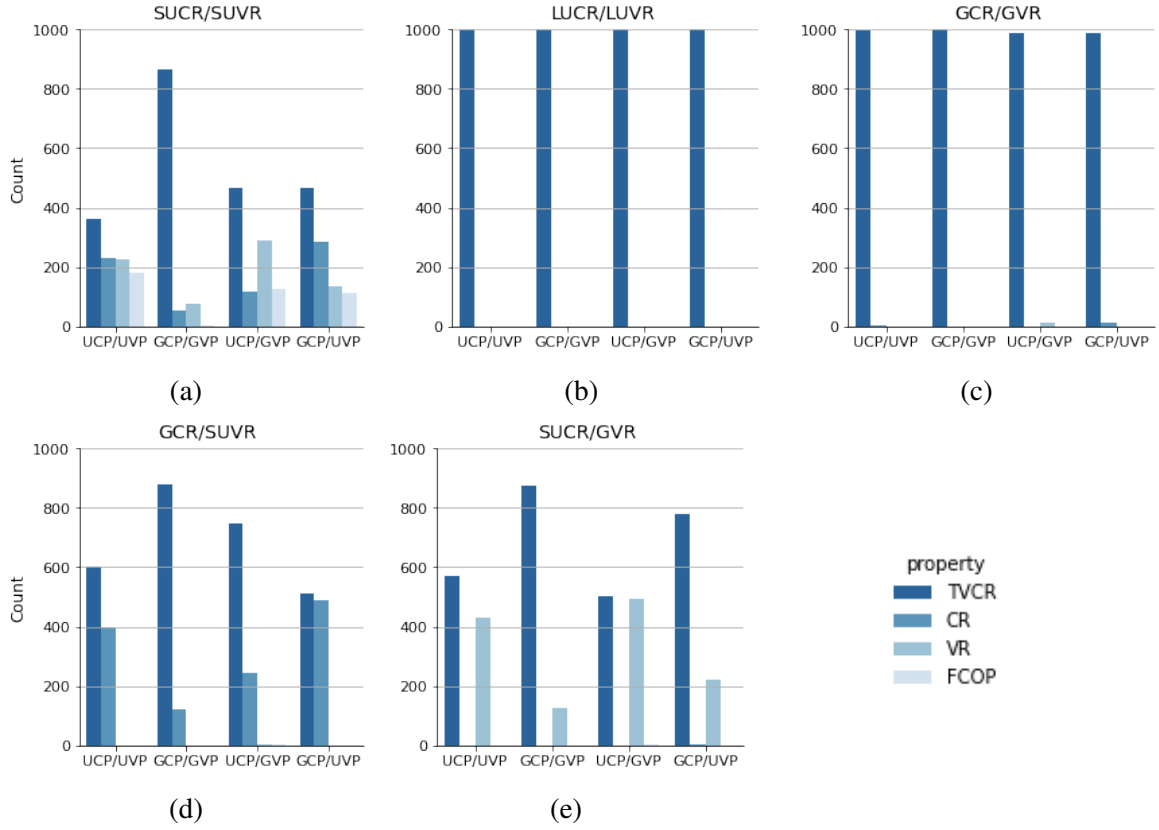 SUCR/SUVR
LUCR/LUVR
GCR/GVR
1000
800
600
400
200
0
Count
UCP/UVP GCP/GVP UCP/GVP GCP/UVP
(a)
1000
800
600
400
200
0
UCP/UVP GCP/GVP UCP/GVP GCP/UVP
(b)
1000
800
600
400
200
0
UCP/UVP GCP/GVP UCP/GVP GCP/UVP
(c)
GCR/SUVR
1000
800
600
400
200
0
Count
UCP/UVP GCP/GVP UCP/GVP GCP/UVP
(d)
SUCR/GVR
1000
800
600
400
200
0
UCP/UVP GCP/GVP UCP/GVP GCP/UVP
(e)
property
TVCR
CR
VR
FCOP